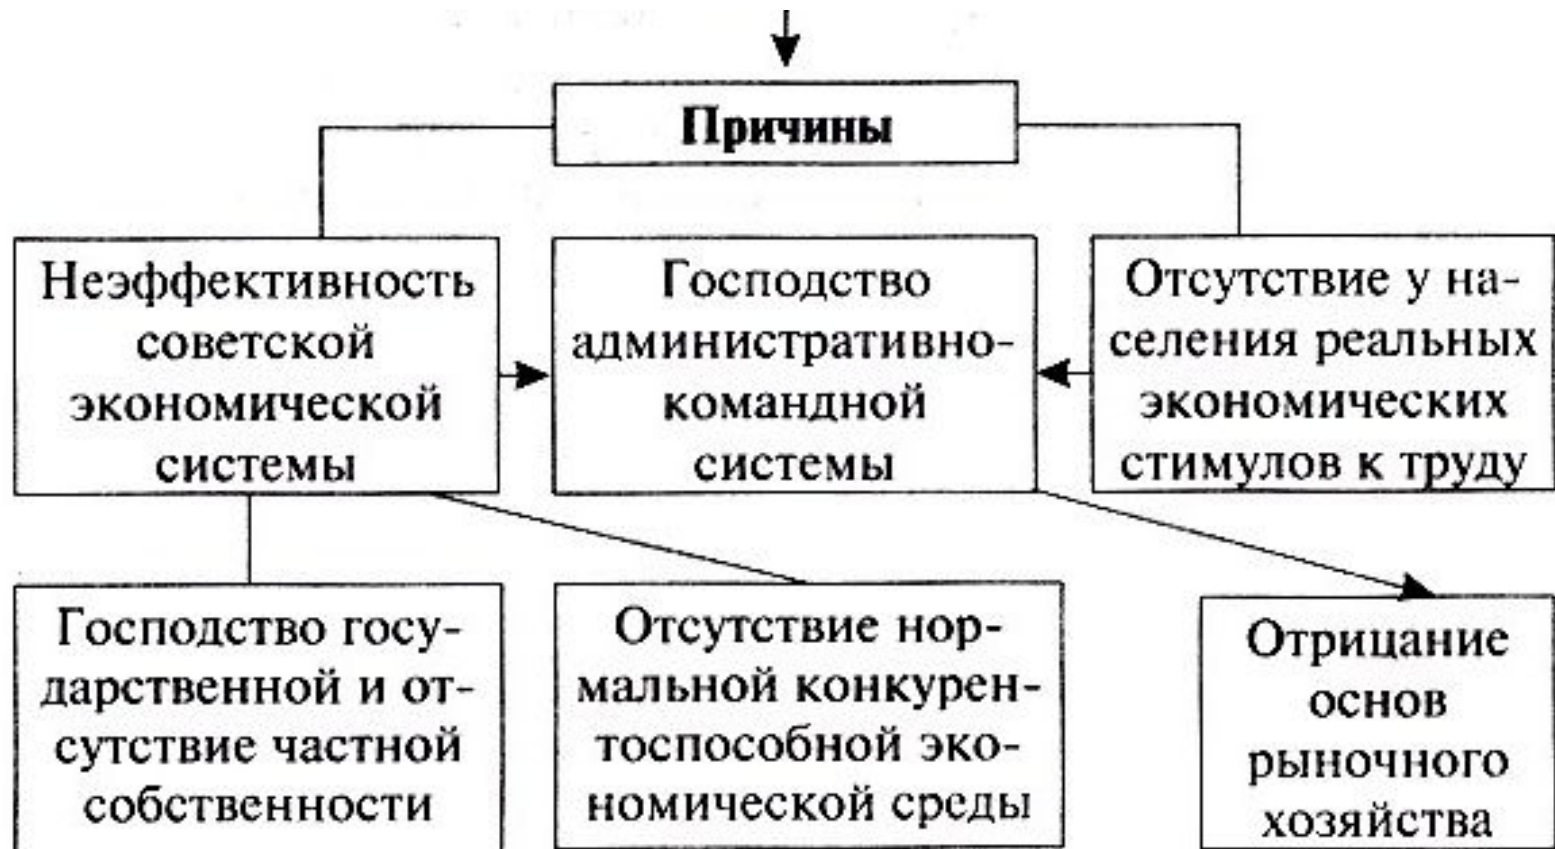 Причины
Неэффективность
советской
экономической
системы
Господство
административно-
командной
системы
Отсутствие у на-
селения реальных
экономических
стимулов к труду
Господство госу-
дарственной и от-
сутствие частной
собственности
Отсутствие нор-
мальной конкурен-
тоспособной эко-
номической среды
Отрицание
основ
рыночного
хозяйства